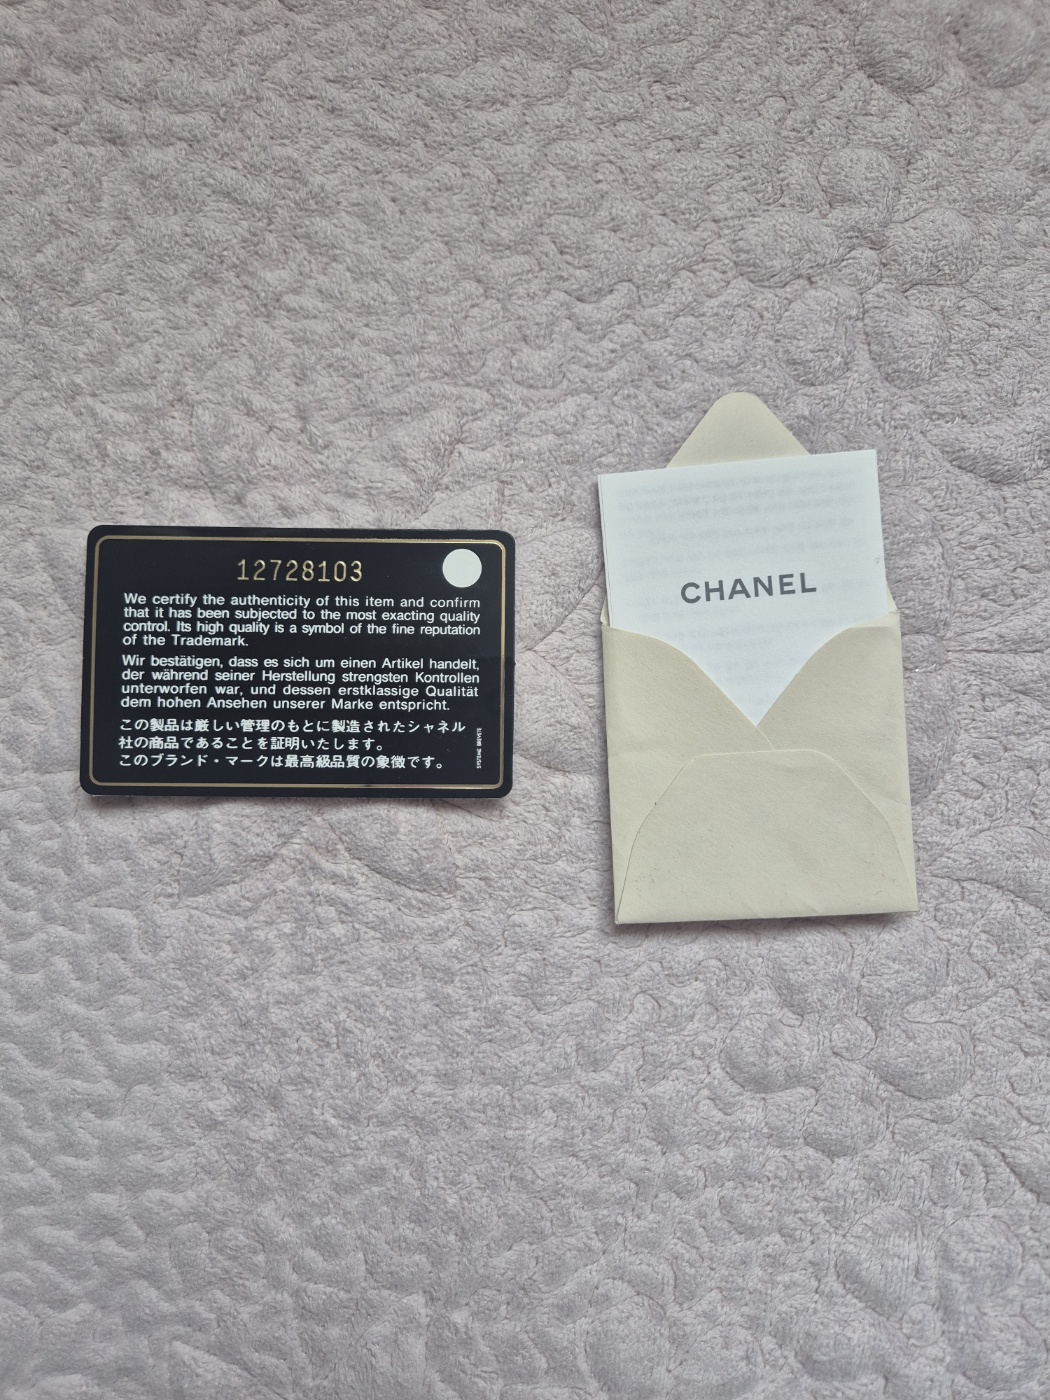 12728103
We certify the authenticity of this item and confirm
that it has been subjected to the most exacting quality
control. Its high quality is a symbol of the fine reputation
of the Trademark.
Wir bestätigen, dass es sich um einen Artikel handelt,
der während seiner Herstellung strengsten Kontrollen
unterworfen war, und dessen erstklassige Qualität
dem hohen Ansehen unserer Marke entspricht.
この製品は厳しい管理のもとに製造されたシャネル
社の商品であることを証明いたします。
このブランド・マークは最高級品質の象徴です。
SYSTEME BREVETE
CHANEL